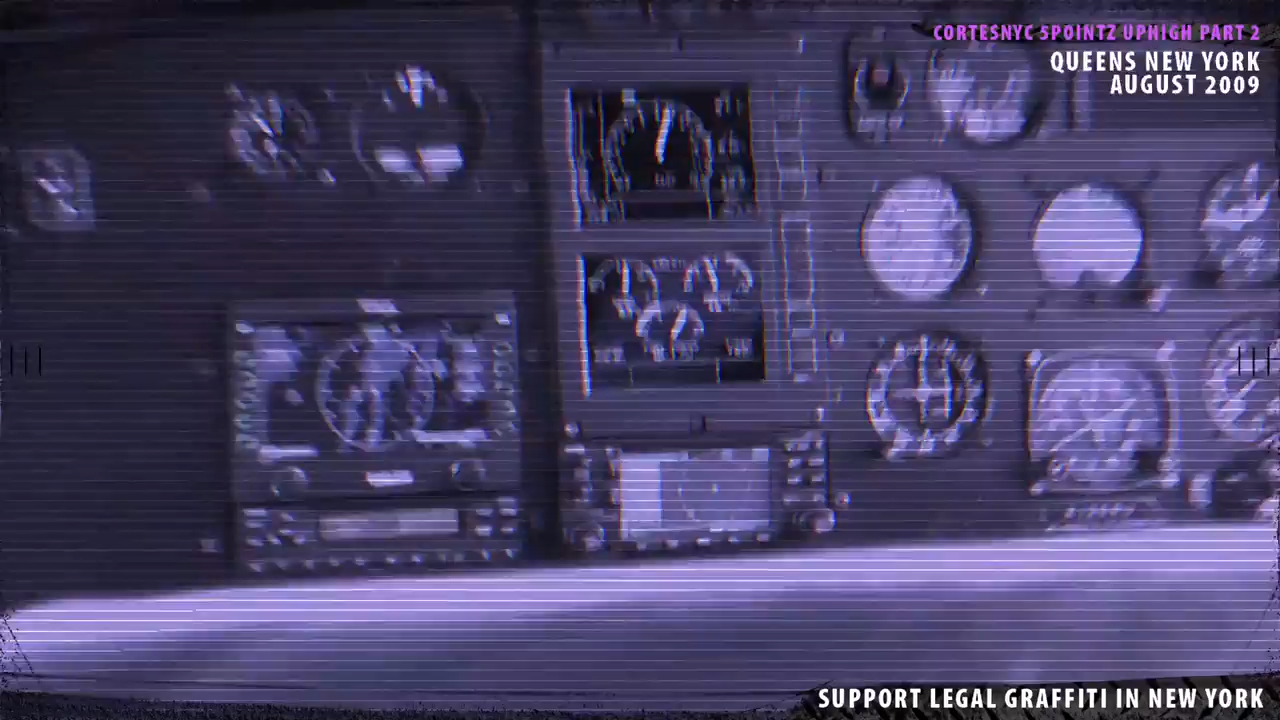 CORTESNYC 5POINTZ UPHIGH PART 2
QUEENS NEW YORK
AUGUST 2009
SUPPORT LEGAL GRAFFITI IN NEW YORK